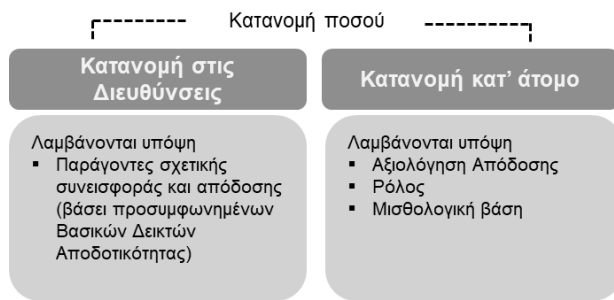 Κατανομή ποσού
Κατανομή στις
Διευθύνσεις
Λαμβάνονται υπόψη
▪ Παράγοντες σχετικής
συνεισφοράς και απόδοσης
(βάσει προσυμφωνημένων
Βασικών Δεικτών
Αποδοτικότητας)
Κατανομή κατ’ άτομο
Λαμβάνονται υπόψη
▪ Αξιολόγηση Απόδοσης
▪ Ρόλος
▪ Μισθολογική βάση